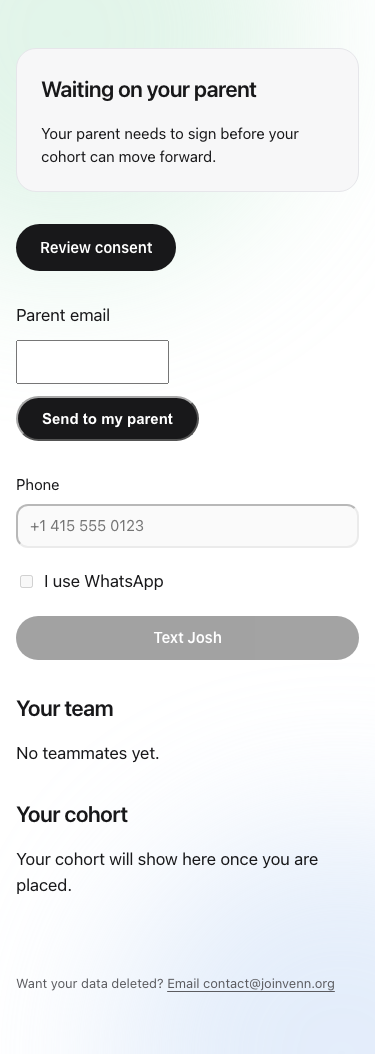 Waiting on your parent
Your parent needs to sign before your
cohort can move forward.
Review consent
Parent email
Send to my parent
Phone
+1 415 555 0123
I use WhatsApp
Text Josh
Your team
No teammates yet.
Your cohort
Your cohort will show here once you are
placed.
Want your data deleted? Email contact@joinvenn.org